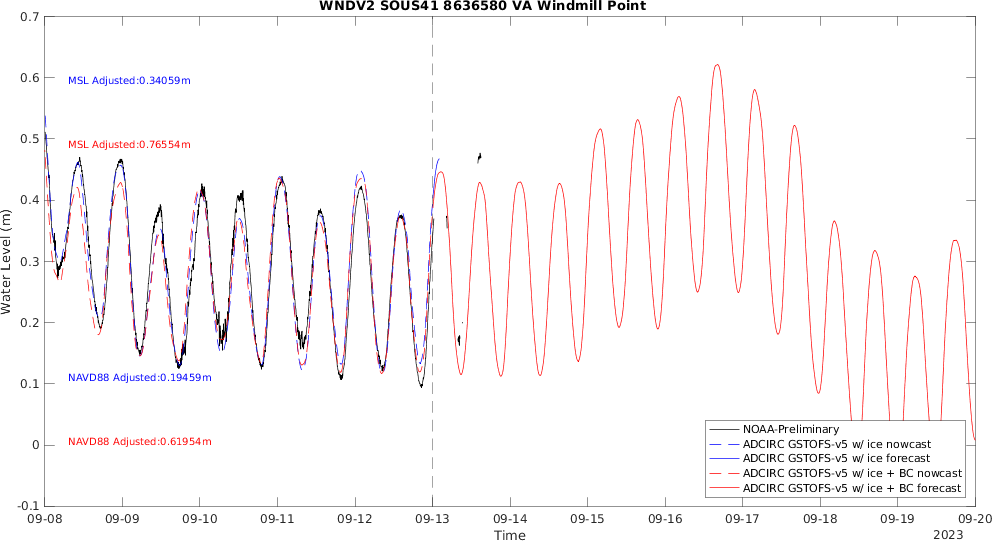 WNDV2 SOUS41 8636580 VA Windmill Point
0.7
0.6
0.5
0.4
0.3
0.2
0.1
0
-0.1
Water Level (m)
MSL Adjusted:0.34059m
MSL Adjusted:0.76554m
NAVD88 Adjusted:0.19459m
NAVD88 Adjusted:0.61954m
NOAA-Preliminary
ADCIRC GSTOFS-v5 w/ ice nowcast
ADCIRC GSTOFS-v5 w/ ice forecast
ADCIRC GSTOFS-v5 w/ ice + BC nowcast
ADCIRC GSTOFS-v5 w/ ice + BC forecast
09-08 09-09 09-10 09-11 09-12 09-13 09-14 09-15 09-16 09-17 09-18 09-19 09-20
Time
2023